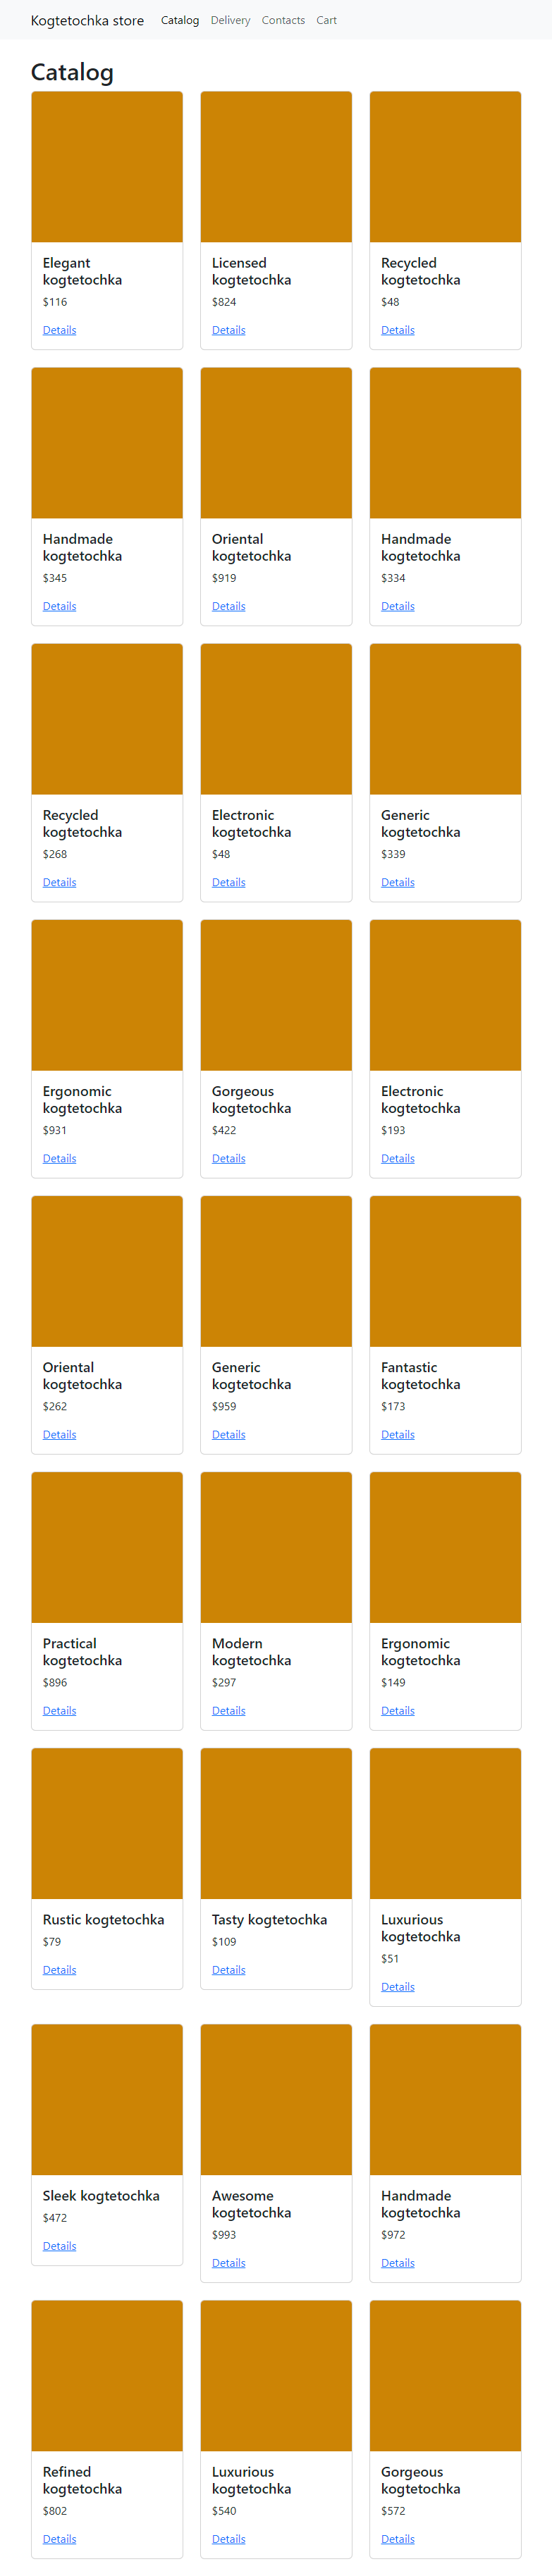 Kogtetochka store Catalog Delivery Contacts Cart
Catalog
Elegant
kogtetochka
$116
Details
Licensed
kogtetochka
$824
Details
Recycled
kogtetochka
$48
Details
Handmade
kogtetochka
$345
Details
Oriental
kogtetochka
$919
Details
Handmade
kogtetochka
$334
Details
Recycled
kogtetochka
$268
Details
Electronic
kogtetochka
$48
Details
Generic
kogtetochka
$339
Details
Ergonomic
kogtetochka
$931
Details
Gorgeous
kogtetochka
$422
Details
Electronic
kogtetochka
$193
Details
Oriental
kogtetochka
$262
Details
Generic
kogtetochka
$959
Details
Fantastic
kogtetochka
$173
Details
Practical
kogtetochka
$896
Details
Modern
kogtetochka
$297
Details
Ergonomic
kogtetochka
$149
Details
Rustic kogtetochka
$79
Details
Tasty kogtetochka
$109
Details
Luxurious
kogtetochka
$51
Details
Sleek kogtetochka
$472
Details
Awesome
kogtetochka
$993
Details
Handmade
kogtetochka
$972
Details
Refined
kogtetochka
$802
Details
Luxurious
kogtetochka
$540
Details
Gorgeous
kogtetochka
$572
Details